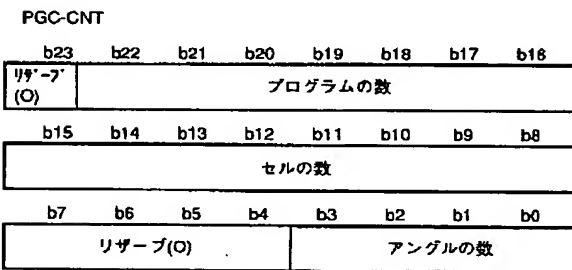 PGC-CNT
b23 b22 b21 b20 b19 b18 b17 b16
リザーブ
(O) プログラムの数
b15 b14 b13 b12 b11 b10 b9 b8
セルの数
b7 b6 b5 b4 b3 b2 b1 b0
リザーブ(O) アングルの数